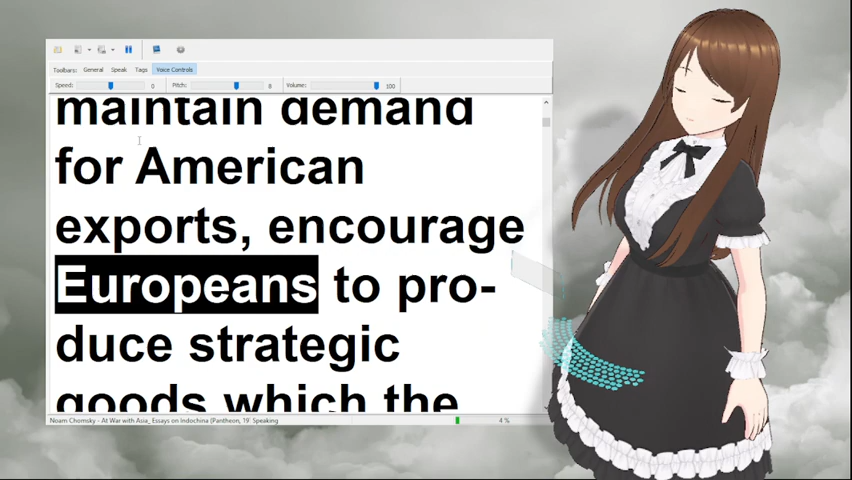 Toolbars: General Speak Tags Voice Controls
Speed: 0 Pitch: 8 Volume: 100
maintain demand
for American
exports, encourage
Europeans to pro-
duce strategic
goods which the
Noam Chomsky - At War with Asia_ Essays on Indochina (Pantheon, 19 Speaking 4 %